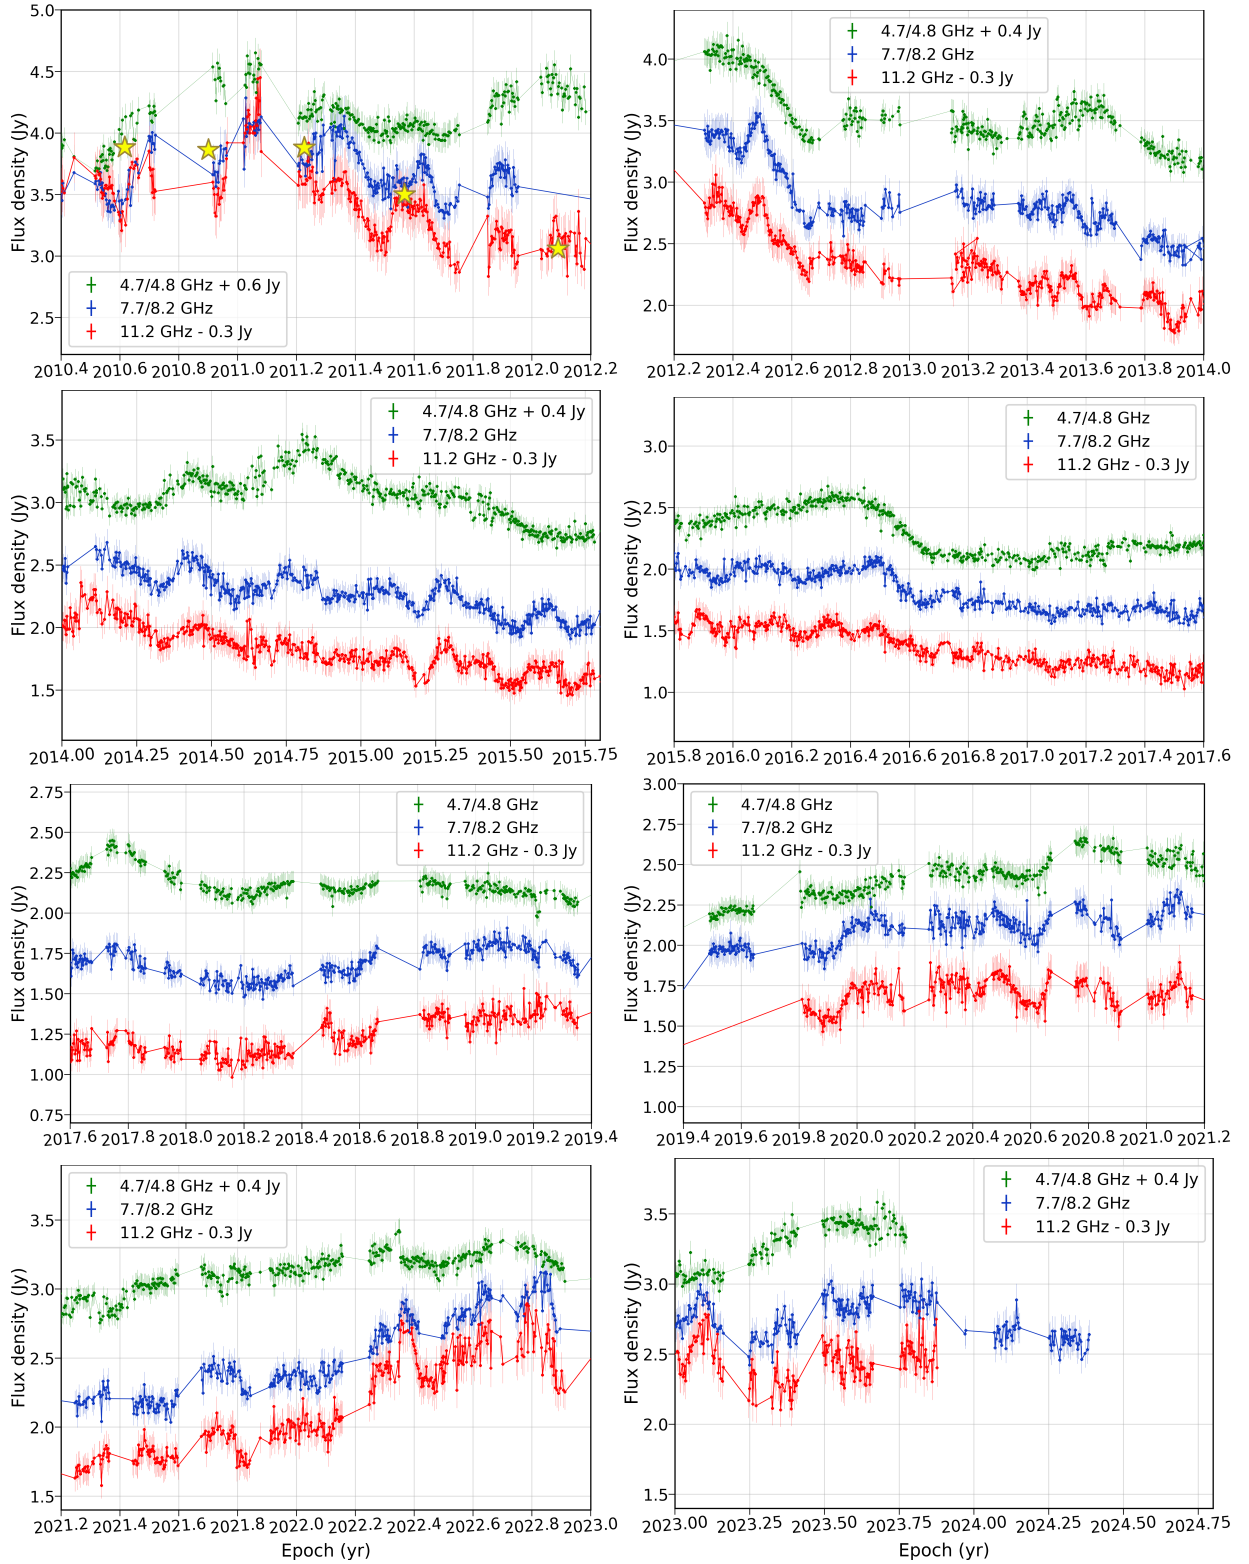 5.0
4.5
4.0
3.5
3.0
2.5
Flux density (Jy)
4.7/4.8 GHz + 0.6 Jy
7.7/8.2 GHz
11.2 GHz - 0.3 Jy
2010.4 2010.6 2010.8 2011.0 2011.2 2011.4 2011.6 2011.8 2012.0 2012.2
4.0
3.5
3.0
2.5
2.0
Flux density (Jy)
4.7/4.8 GHz + 0.4 Jy
7.7/8.2 GHz
11.2 GHz - 0.3 Jy
2012.2 2012.4 2012.6 2012.8 2013.0 2013.2 2013.4 2013.6 2013.8 2014.0
3.5
3.0
2.5
2.0
1.5
Flux density (Jy)
4.7/4.8 GHz + 0.4 Jy
7.7/8.2 GHz
11.2 GHz - 0.3 Jy
2014.00 2014.25 2014.50 2014.75 2015.00 2015.25 2015.50 2015.75
3.0
2.5
2.0
1.5
1.0
Flux density (Jy)
4.7/4.8 GHz
7.7/8.2 GHz
11.2 GHz - 0.3 Jy
2015.8 2016.0 2016.2 2016.4 2016.6 2016.8 2017.0 2017.2 2017.4 2017.6
2.75
2.50
2.25
2.00
1.75
1.50
1.25
1.00
0.75
Flux density (Jy)
4.7/4.8 GHz
7.7/8.2 GHz
11.2 GHz - 0.3 Jy
2017.6 2017.8 2018.0 2018.2 2018.4 2018.6 2018.8 2019.0 2019.2 2019.4
3.00
2.75
2.50
2.25
2.00
1.75
1.50
1.25
1.00
Flux density (Jy)
4.7/4.8 GHz
7.7/8.2 GHz
11.2 GHz - 0.3 Jy
2019.4 2019.6 2019.8 2020.0 2020.2 2020.4 2020.6 2020.8 2021.0 2021.2
3.5
3.0
2.5
2.0
1.5
Flux density (Jy)
4.7/4.8 GHz + 0.4 Jy
7.7/8.2 GHz
11.2 GHz - 0.3 Jy
2021.2 2021.4 2021.6 2021.8 2022.0 2022.2 2022.4 2022.6 2022.8 2023.0
Epoch (yr)
3.5
3.0
2.5
2.0
1.5
Flux density (Jy)
4.7/4.8 GHz + 0.4 Jy
7.7/8.2 GHz
11.2 GHz - 0.3 Jy
2023.00 2023.25 2023.50 2023.75 2024.00 2024.25 2024.50 2024.75
Epoch (yr)